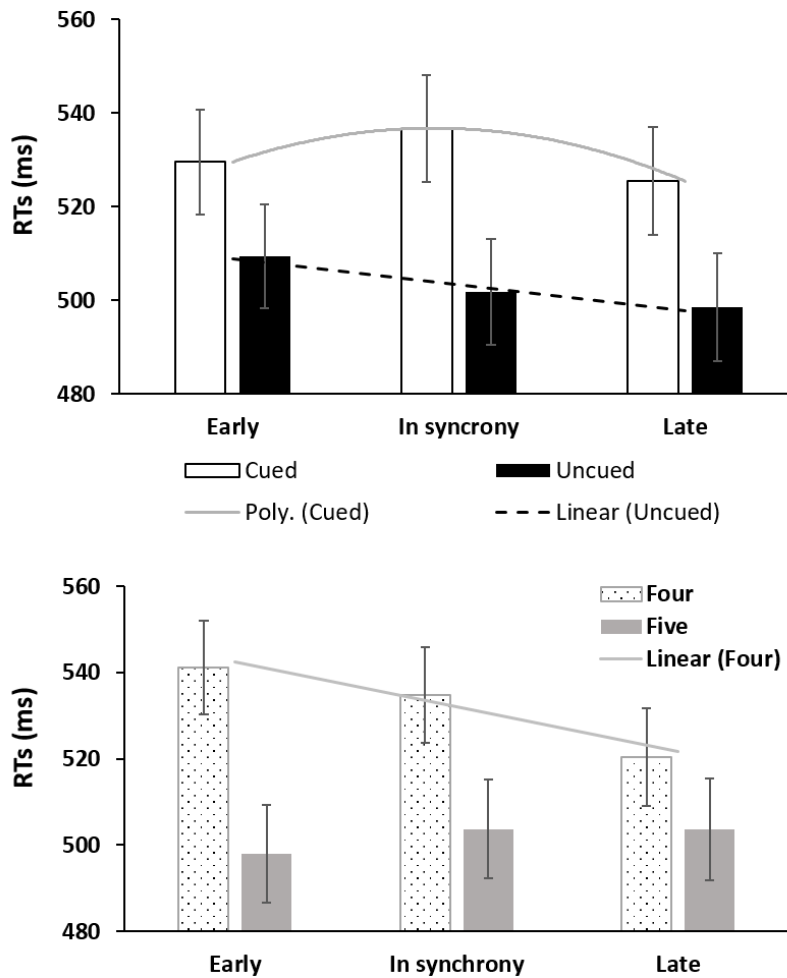 560
540
520
500
480
RTs (ms)
Early In syncrony Late
Cued Uncued
Poly. (Cued) Linear (Uncued)
560
540
520
500
480
RTs (ms)
Four
Five
Linear (Four)
Early In synchrony Late